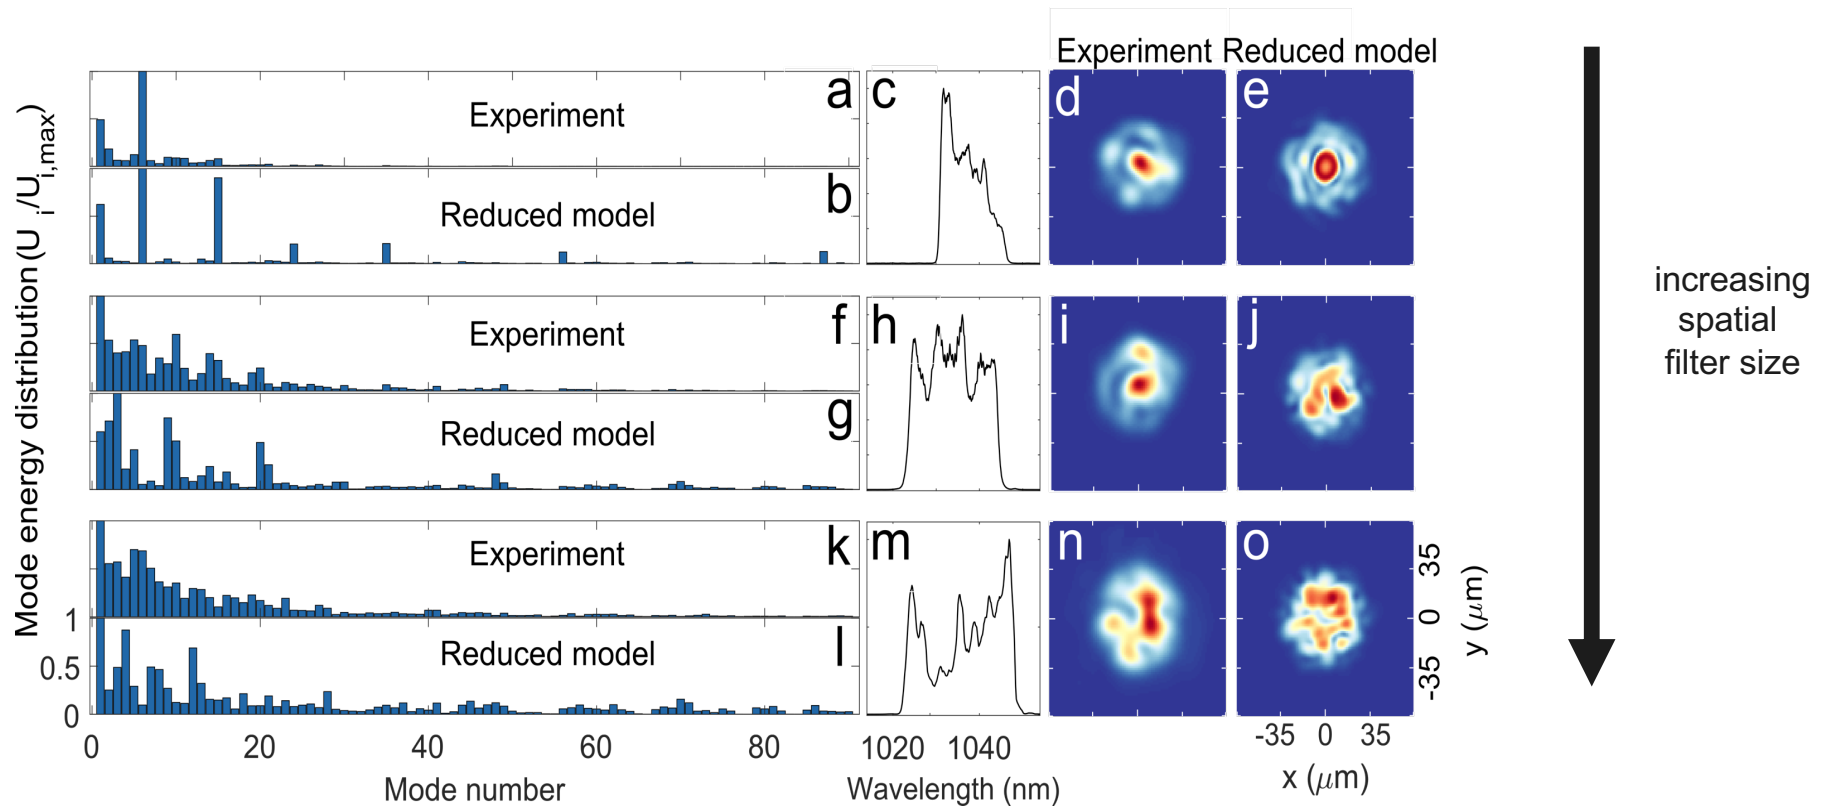 Experiment Reduced model
Mode energy distribution (U i/Ui,max)
Experiment
a
c
d
e
Reduced model
b
Experiment
f
h
i
j
Reduced model
g
Experiment
k
m
n
o
Reduced model
l
1
0.5
0
0 20 40 60 80
Mode number
1020 1040
Wavelength (nm)
-35 0 35
x (μm)
35
0
-35
y (μm)
increasing
spatial
filter size